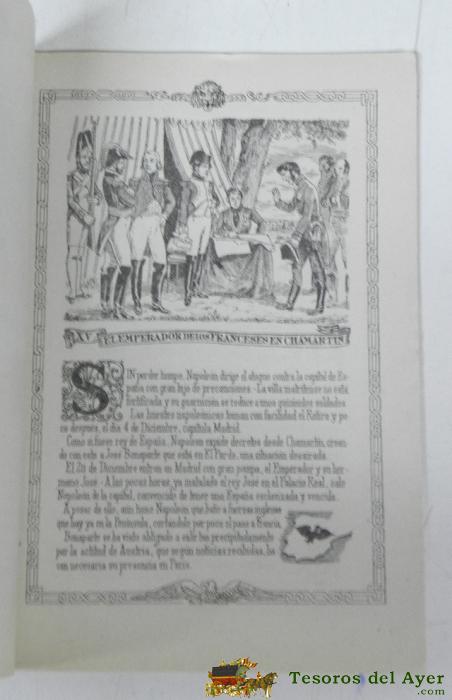 XV EL EMPERADOR DE LOS FRANCESES EN CHAMARTIN
SIN perder tiempo, Napoleón dirige el ataque contra la capital de Es-
paña con gran lujo de precauciones.- La villa madrileña no está
fortificada y su guarnición se reduce a unos quinientos soldados.
Las huestes napoleónicas toman con facilidad el Retiro y po-
co después, el día 4 de Diciembre, capitula Madrid.
Como si fuese rey de España, Napoleón expide decretos desde Chamartín, crean-
do con esto a José Bonaparte que está en El Pardo, una situación desairada.
El 20 de Diciembre entran en Madrid con gran pompa, el Emperador y su her-
mano José.- A las pocas horas, ya instalado el rey José en el Palacio Real, sale
Napoleón de la capital, convencido de tener una España esclavizada y vencida.
A pesar de ello, aún tuvo Napoleón que batir a fuerzas inglesas
que hay ya en la Península, cortándoles por poco el paso a Francia.
Bonaparte se ha visto obligado a salir tan precipitadamente
por la actitud de Austria, que según noticias recibidas, ha-
cen necesaria su presencia en París.
Tesoros del Ayer
.com